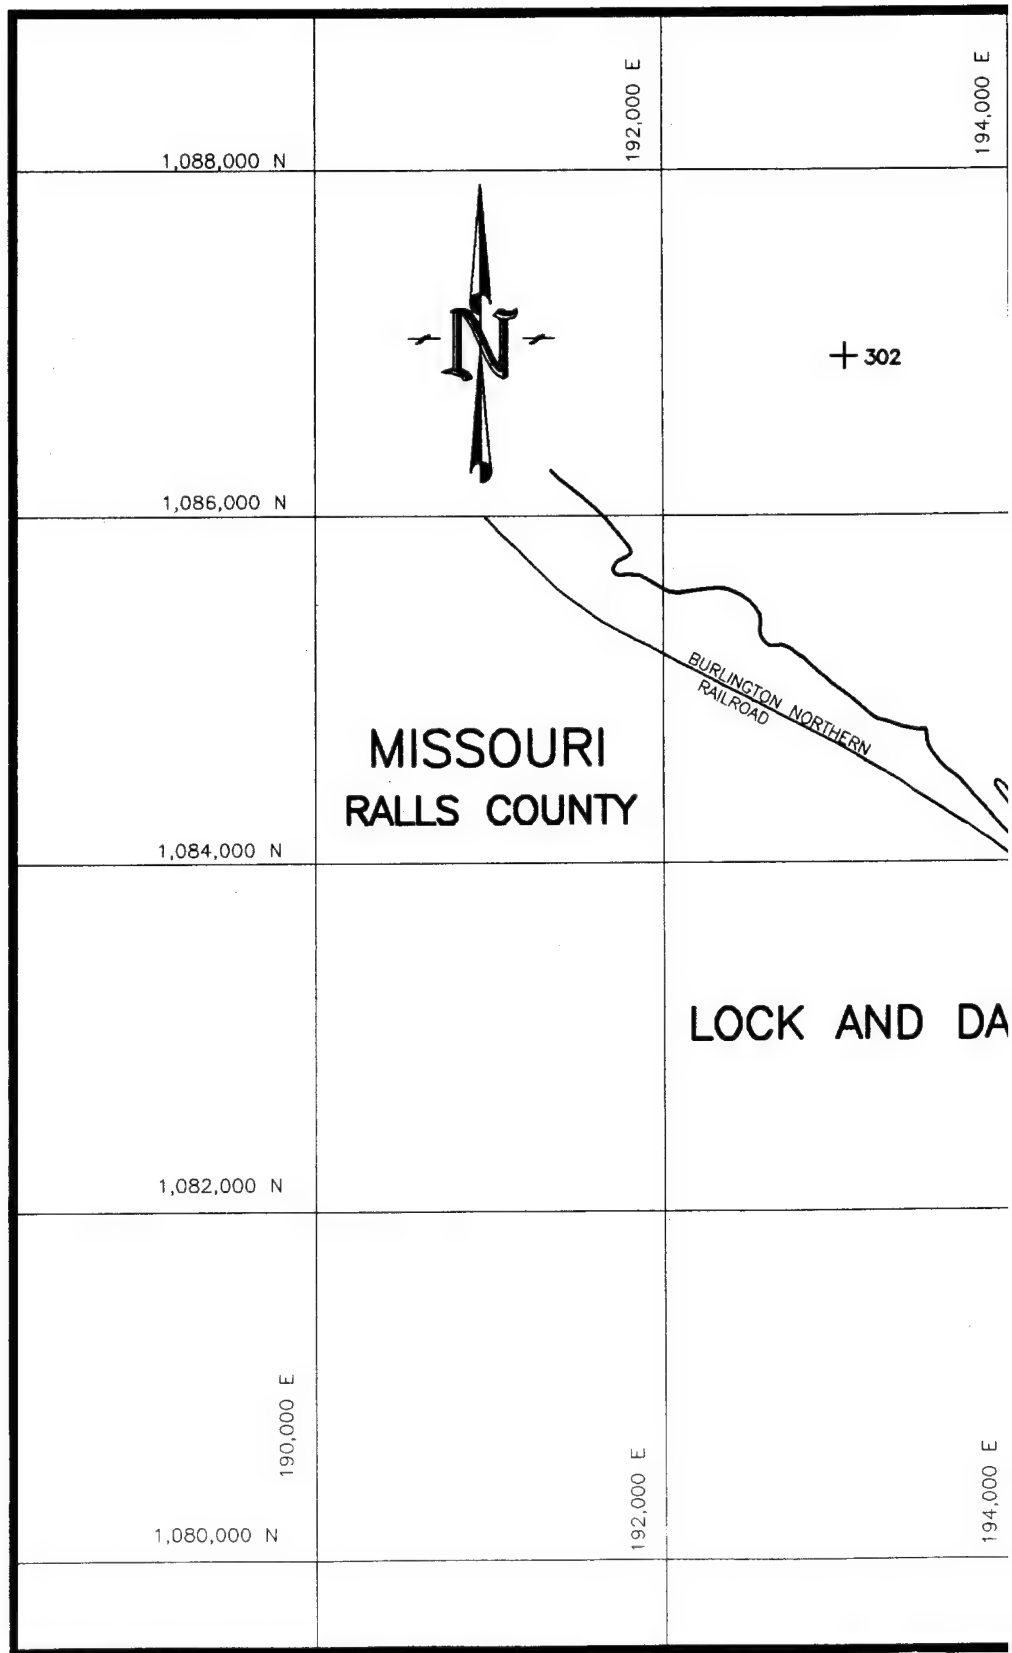 192,000 E
194,000 E
1,088,000 N
N
302
1,086,000 N
BURLINGTON NORTHERN
RAILROAD
MISSOURI
RALLS COUNTY
1,084,000 N
LOCK AND DA
1,082,000 N
190,000 E
192,000 E
194,000 E
1,080,000 N